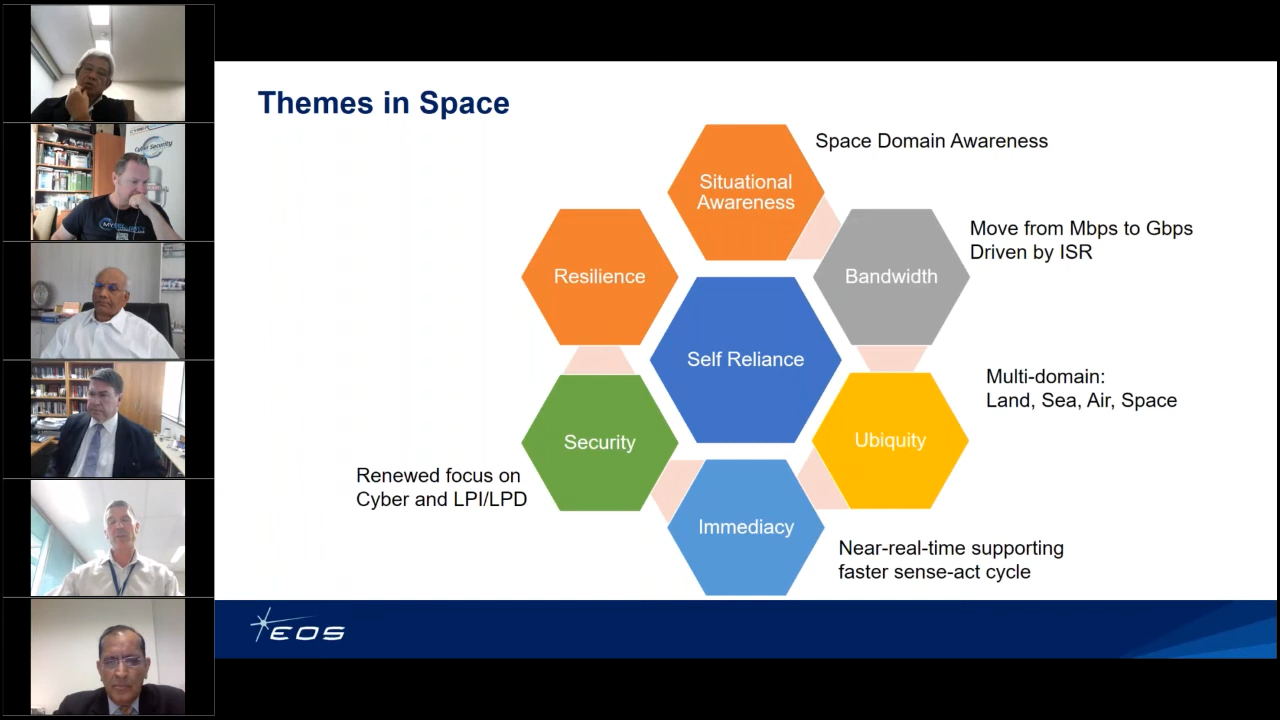 Themes in Space
Situational
Awareness
Space Domain Awareness
Resilience
Bandwidth
Move from Mbps to Gbps
Driven by ISR
Self Reliance
Multi-domain:
Land, Sea, Air, Space
Security
Ubiquity
Renewed focus on
Cyber and LPI/LPD
Immediacy
Near-real-time supporting
faster sense-act cycle
EOS
Cyber Security